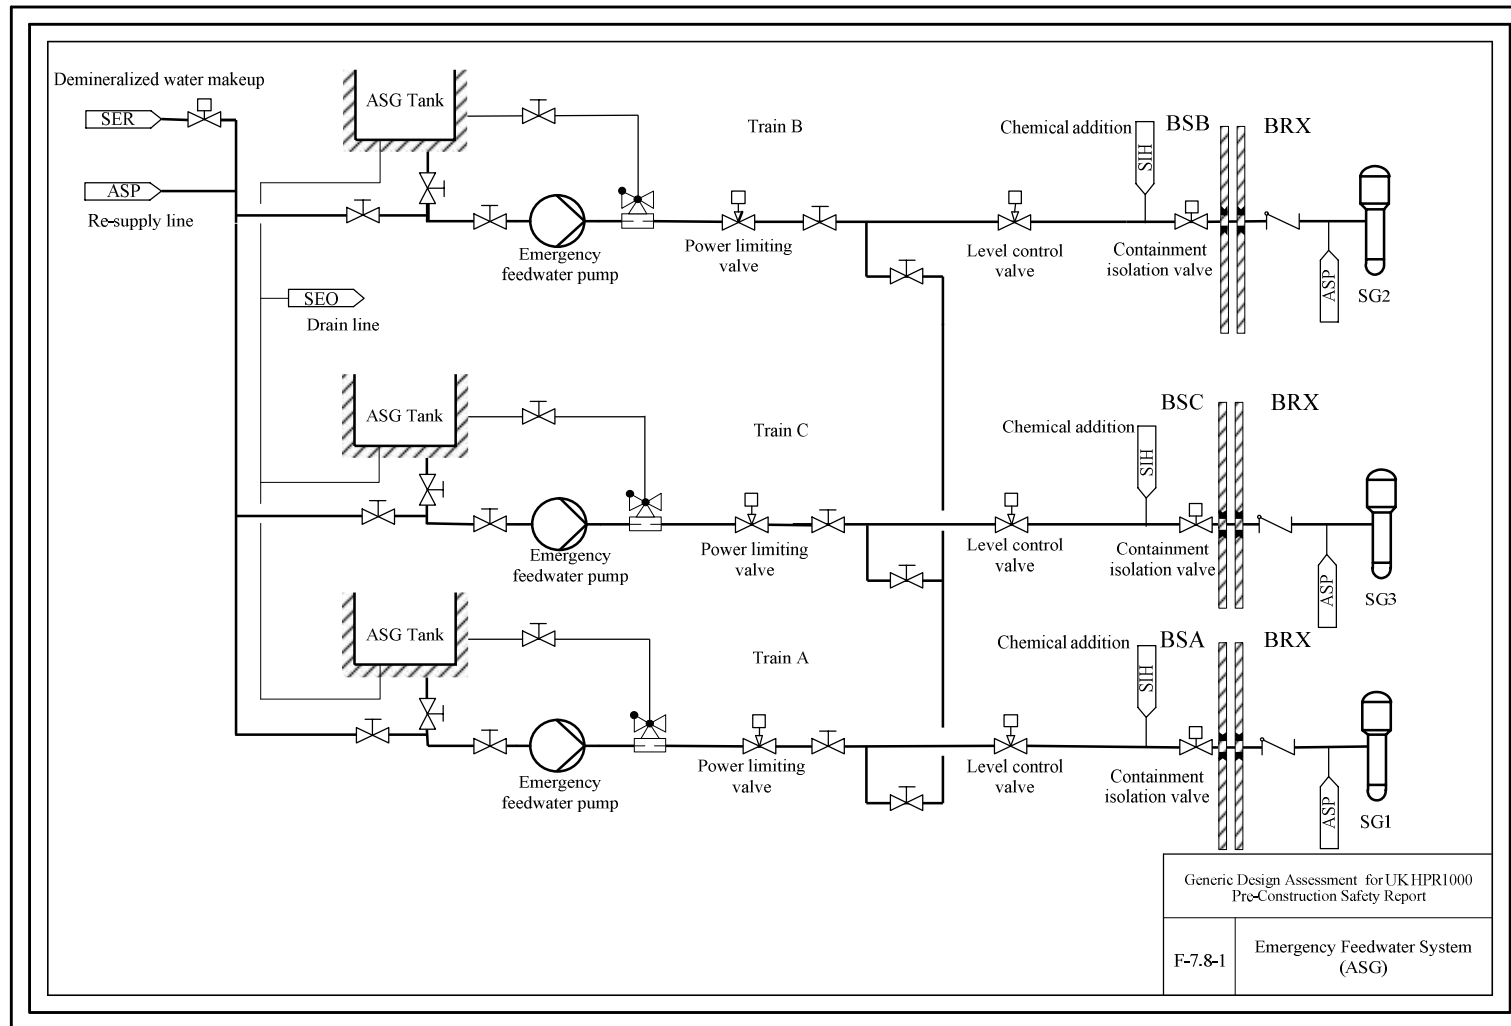 Demineralized water makeup
SER
ASP
Re-supply line
SEO
Drain line
ASG Tank
Train B
Emergency
feedwater pump
Power limiting
valve
Level control
valve
Chemical addition
SIH
BSB
BRX
Containment
isolation valve
ASP
SG2
ASG Tank
Train C
Emergency
feedwater pump
Power limiting
valve
Level control
valve
Chemical addition
SIH
BSC
BRX
Containment
isolation valve
ASP
SG3
ASG Tank
Train A
Emergency
feedwater pump
Power limiting
valve
Level control
valve
Chemical addition
SIH
BSA
BRX
Containment
isolation valve
ASP
SG1
Generic Design Assessment for UK HPR1000
Pre-Construction Safety Report
F-7.8-1
Emergency Feedwater System
(ASG)